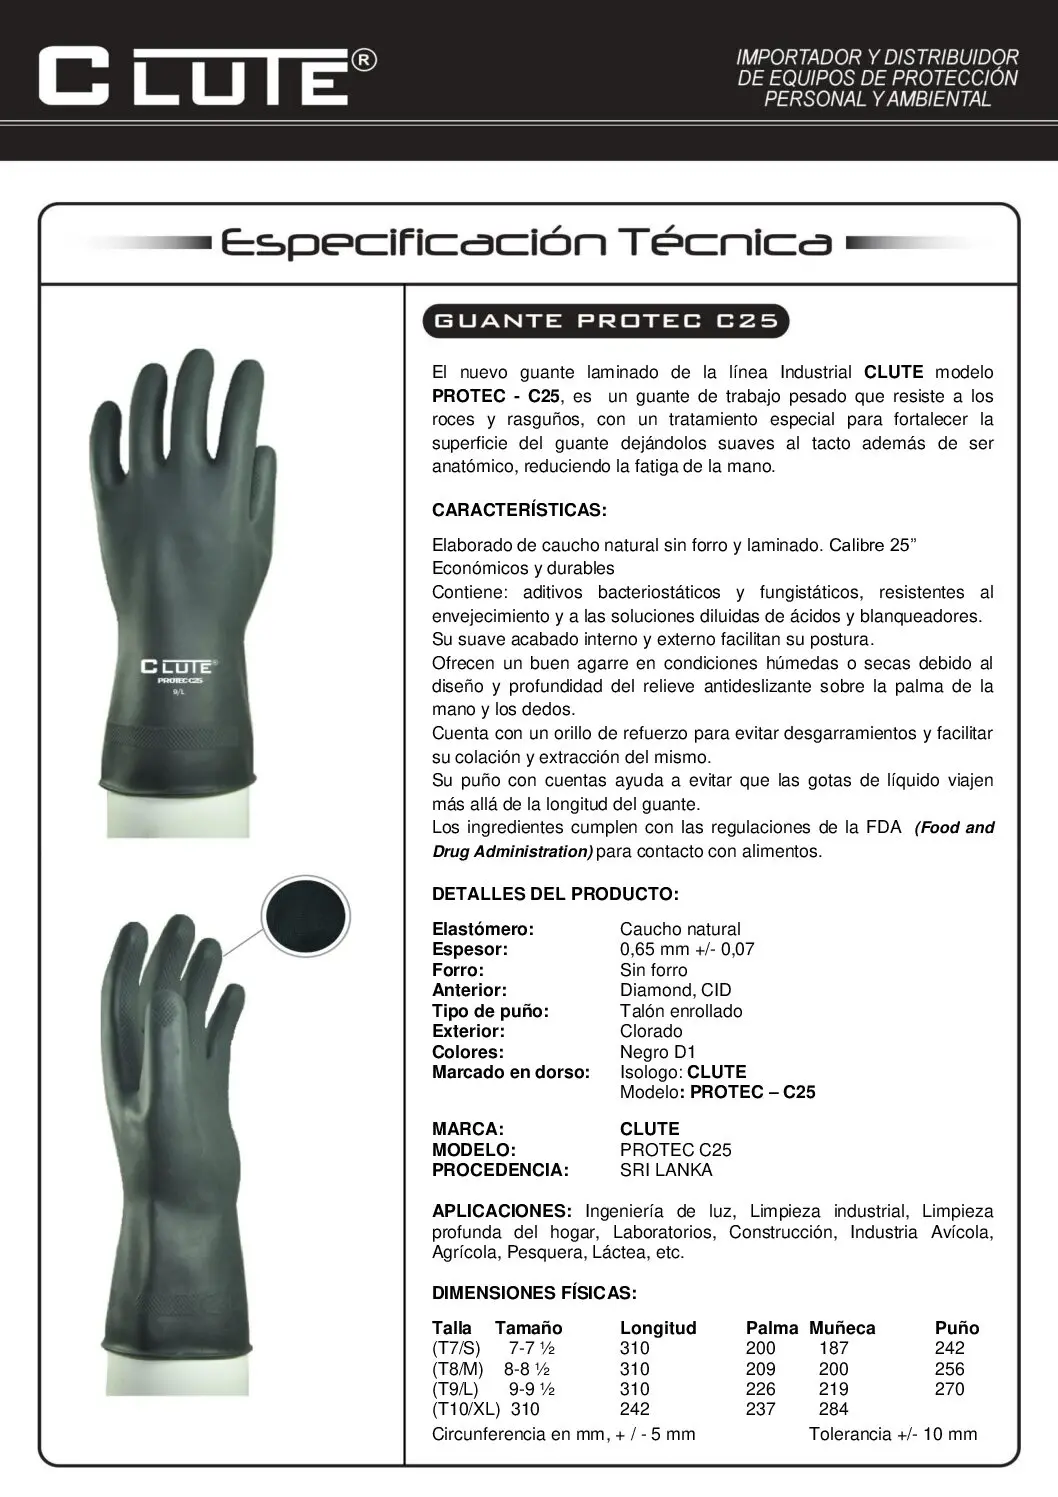 CLUTE®
IMPORTADOR Y DISTRIBUIDOR
DE EQUIPOS DE PROTECCIÓN
PERSONAL Y AMBIENTAL
Especificación Técnica
GUANTE PROTEC C25
El nuevo guante laminado de la línea Industrial CLUTE modelo
PROTEC - C25, es un guante de trabajo pesado que resiste a los
roces y rasguños, con un tratamiento especial para fortalecer la
superficie del guante dejándolos suaves al tacto además de ser
anatómico, reduciendo la fatiga de la mano.
CARACTERÍSTICAS:
Elaborado de caucho natural sin forro y laminado. Calibre 25”
Económicos y durables
Contiene: aditivos bacteriostáticos y fungistáticos, resistentes al
envejecimiento y a las soluciones diluidas de ácidos y blanqueadores.
Su suave acabado interno y externo facilitan su postura.
Ofrecen un buen agarre en condiciones húmedas o secas debido al
diseño y profundidad del relieve antideslizante sobre la palma de la
mano y los dedos.
Cuenta con un orillo de refuerzo para evitar desgarramientos y facilitar
su colación y extracción del mismo.
Su puño con cuentas ayuda a evitar que las gotas de líquido viajen
más allá de la longitud del guante.
Los ingredientes cumplen con las regulaciones de la FDA (Food and
Drug Administration) para contacto con alimentos.
DETALLES DEL PRODUCTO:
Elastómero: Caucho natural
Espesor: 0,65 mm +/- 0,07
Forro: Sin forro
Anterior: Diamond, CID
Tipo de puño: Talón enrollado
Exterior: Clorado
Colores: Negro D1
Marcado en dorso: Isologo: CLUTE
Modelo: PROTEC – C25
MARCA: CLUTE
MODELO: PROTEC C25
PROCEDENCIA: SRI LANKA
APLICACIONES: Ingeniería de luz, Limpieza industrial, Limpieza
profunda del hogar, Laboratorios, Construcción, Industria Avícola,
Agrícola, Pesquera, Láctea, etc.
DIMENSIONES FÍSICAS:
Talla Tamaño Longitud Palma Muñeca Puño
(T7/S) 7-7 ½ 310 200 187 242
(T8/M) 8-8 ½ 310 209 200 256
(T9/L) 9-9 ½ 310 226 219 270
(T10/XL) 310 242 237 284
Circunferencia en mm, + / - 5 mm Tolerancia +/- 10 mm
CLUTE®
PROTEC C25
9/L